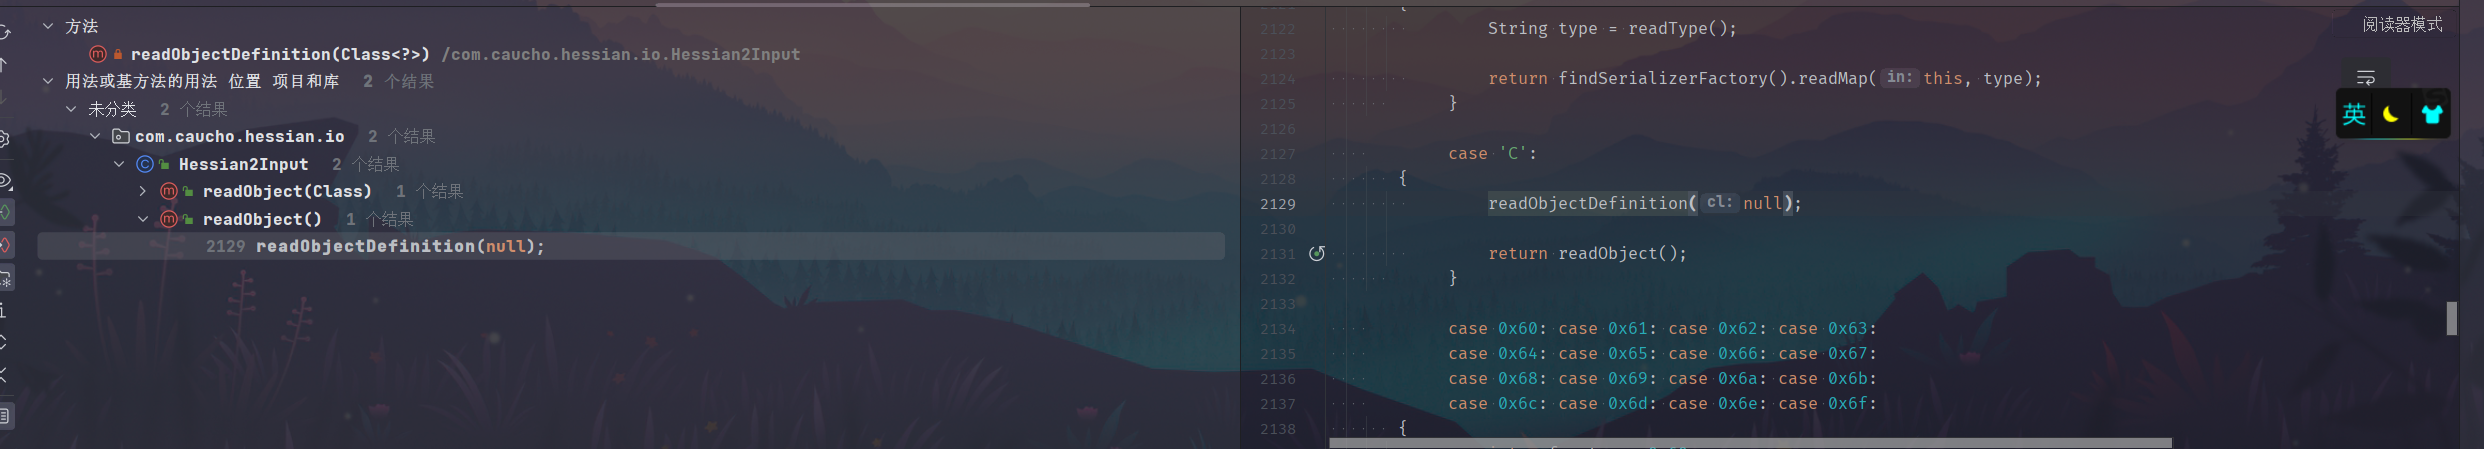 方法
readObjectDefinition(Class<?>) /com.caucho.hessian.io.Hessian2Input
用法或基方法的用法 位置 项目和库 2 个结果
未分类 2 个结果
com.caucho.hessian.io 2 个结果
Hessian2Input 2 个结果
readObject(Class) 1 个结果
readObject() 1 个结果
2129 readObjectDefinition(null);
阅读器模式
英
{
2122 String type = readType();
2123
2124 return findSerializerFactory().readMap( in: this, type);
2125 }
2126
2127 case 'C':
2128 {
2129 readObjectDefinition( cl: null);
2130
2131 return readObject();
2132 }
2133
2134 case 0x60: case 0x61: case 0x62: case 0x63:
2135 case 0x64: case 0x65: case 0x66: case 0x67:
2136 case 0x68: case 0x69: case 0x6a: case 0x6b:
2137 case 0x6c: case 0x6d: case 0x6e: case 0x6f:
2138 {